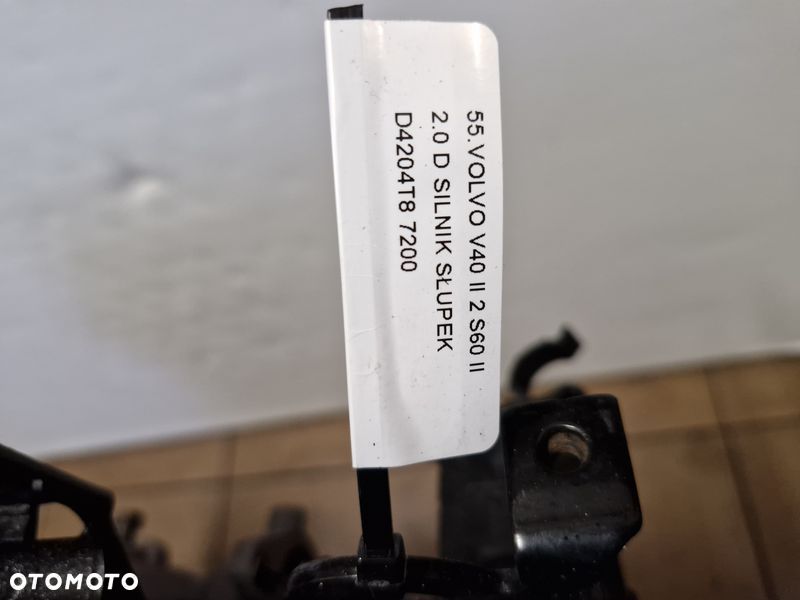 55.VOLVO V40 II 2 S60 II
2.0 D SILNIK SŁUPEK
D4204T8 7200
OTOMOTO